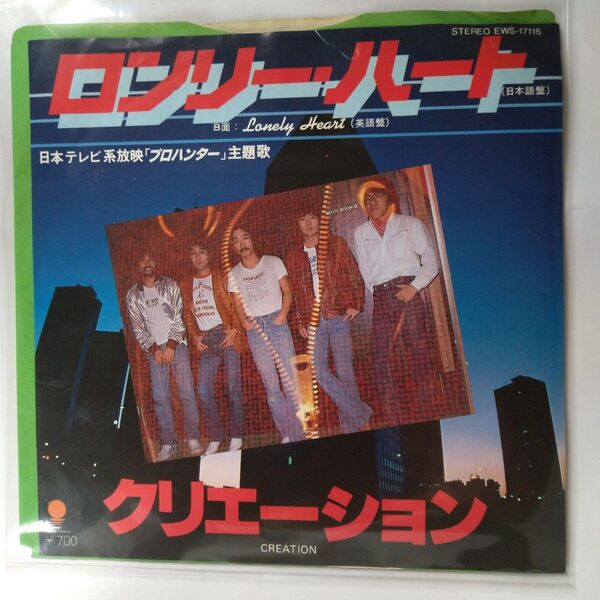 STEREO EWS-17116
ロンリー・ハート
(日本語盤)
B面: Lonely Heart (英語盤)
日本テレビ系放映「プロハンター」主題歌
クリエーション
CREATION
¥700